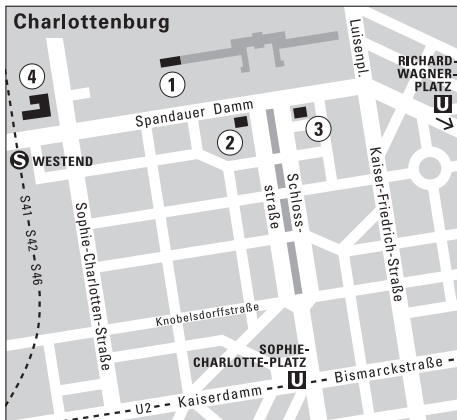 Charlottenburg
Luisenpl.
RICHARD-
WAGNER-
PLATZ
U
4
1
Spandauer Damm
2
3
S WESTEND
S41 - S42 - S46
Sophie-Charlotten-Straße
Schloss-
straße
Kaiser-Friedrich-Straße
Knobelsdorffstraße
SOPHIE-
CHARLOTTE-PLATZ
U
U2 - Kaiserdamm - Bismarckstraße